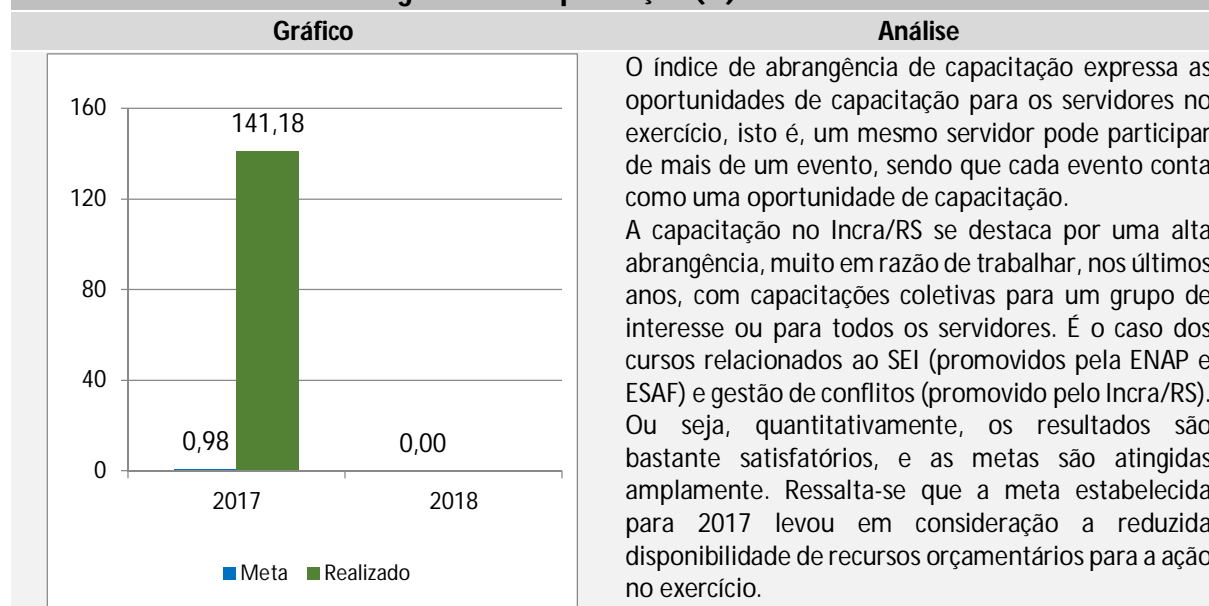 Gráfico
Análise
160
120
80
40
0
141,18
0,98
0,00
2017
2018
Meta
Realizado
O índice de abrangência de capacitação expressa as
oportunidades de capacitação para os servidores no
exercício, isto é, um mesmo servidor pode participar
de mais de um evento, sendo que cada evento conta
como uma oportunidade de capacitação.
A capacitação no Incra/RS se destaca por uma alta
abrangência, muito em razão de trabalhar, nos últimos
anos, com capacitações coletivas para um grupo de
interesse ou para todos os servidores. É o caso dos
cursos relacionados ao SEI (promovidos pela ENAP e
ESAF) e gestão de conflitos (promovido pelo Incra/RS).
Ou seja, quantitativamente, os resultados são
bastante satisfatórios, e as metas são atingidas
amplamente. Ressalta-se que a meta estabelecida
para 2017 levou em consideração a reduzida
disponibilidade de recursos orçamentários para a ação
no exercício.